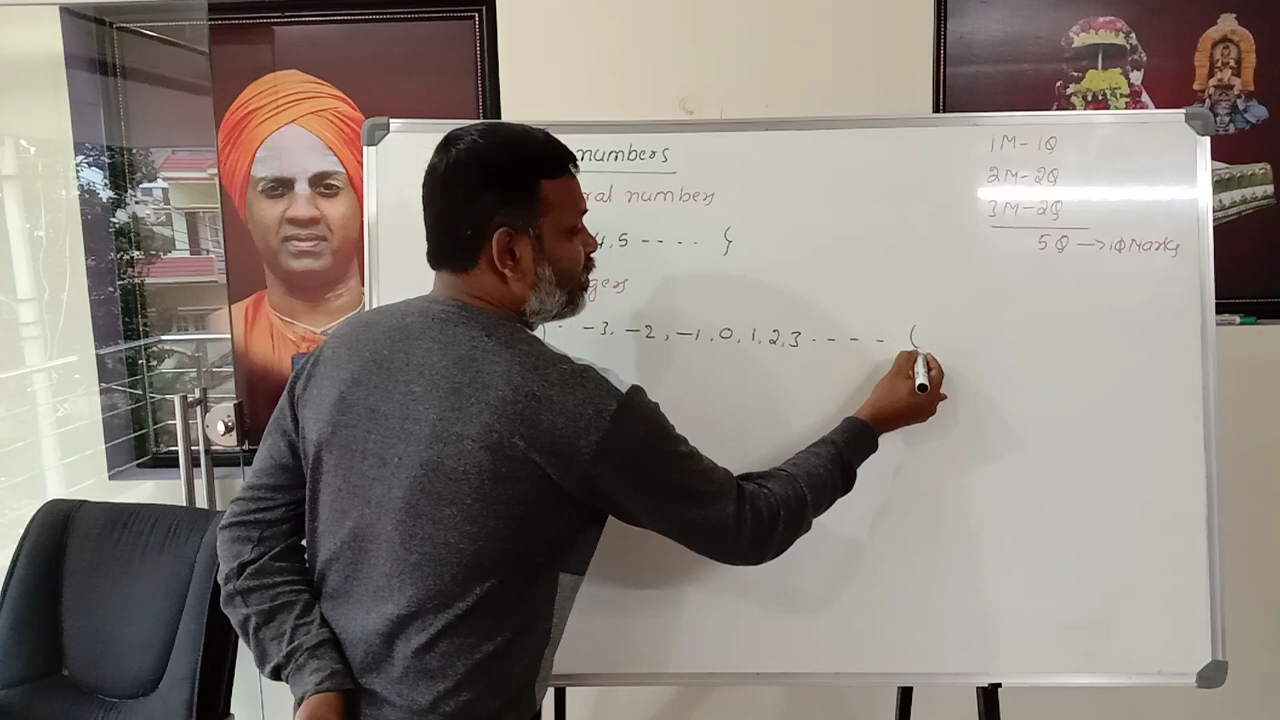 numbers
ral numbers
4, 5 - - - - }
gers
-3, -2, -1, 0, 1, 2, 3 - - - - (
1M-1Q
2M-2Q
3M-2Q
5Q → 10 Marks